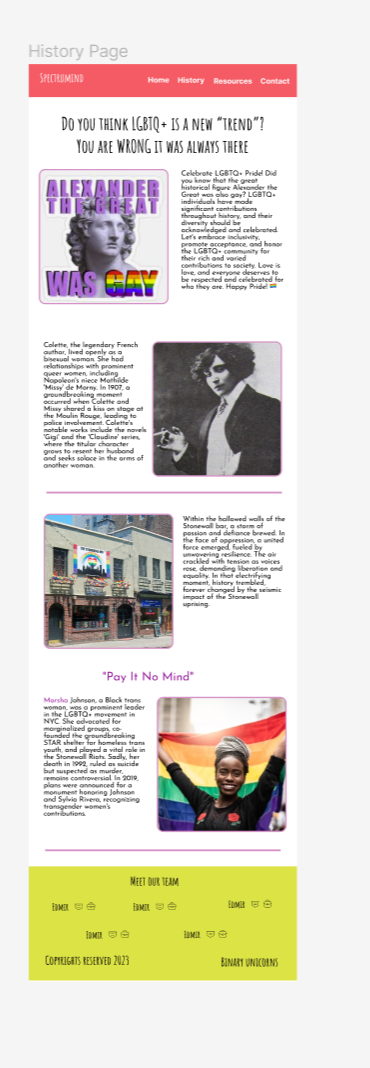 History Page
Spectrumind
Home History Resources Contact
Do you think LGBTQ+ is a new “trend”?
You are WRONG it was always there
ALEXANDER
THE GREAT
WAS GAY
Celebrate LGBTQ+ Pride! Did
you know that the great
historical figure Alexander the
Great was also gay? LGBTQ+
individuals have made
significant contributions
throughout history, and their
diversity should be
acknowledged and celebrated.
Let's embrace inclusivity,
promote acceptance, and honor
the LGBTQ+ community for
their rich and varied
contributions to society. Love is
love, and everyone deserves to
be respected and celebrated for
who they are. Happy Pride! 🏳️‍🌈
Colette, the legendary French
author, lived openly as a
bisexual woman. She had
relationships with prominent
queer women, including
Napoleon's niece Mathilde
'Missy' de Morny. In 1907, a
groundbreaking moment
occurred when Colette and
Missy shared a kiss on stage at
the Moulin Rouge, leading to
police involvement. Colette's
notable works include the novels
'Gigi' and the 'Claudine' series,
where the titular character
grows to resent her husband
and seeks solace in the arms of
another woman.
Within the hallowed walls of the
Stonewall bar, a storm of
passion and defiance brewed. In
the face of oppression, a united
force emerged, fueled by
unwavering resilience. The air
crackled with tension as voices
rose, demanding liberation and
equality. In that electrifying
moment, history trembled,
forever changed by the seismic
impact of the Stonewall
uprising.
"Pay It No Mind"
Marsha Johnson, a Black trans
woman, was a prominent leader
in the LGBTQ+ movement in
NYC. She advocated for
marginalized groups, co-
founded the groundbreaking
STAR shelter for homeless trans
youth, and played a vital role in
the Stonewall Riots. Sadly, her
death in 1992, ruled as suicide
but suspected as murder,
remains controversial. In 2019,
plans were announced for a
monument honoring Johnson
and Sylvia Rivera, recognizing
transgender women's
contributions.
Meet our team
Edmir Edmir Edmir
Edmir Edmir
Copyrights reserved 2023
Binary unicorns